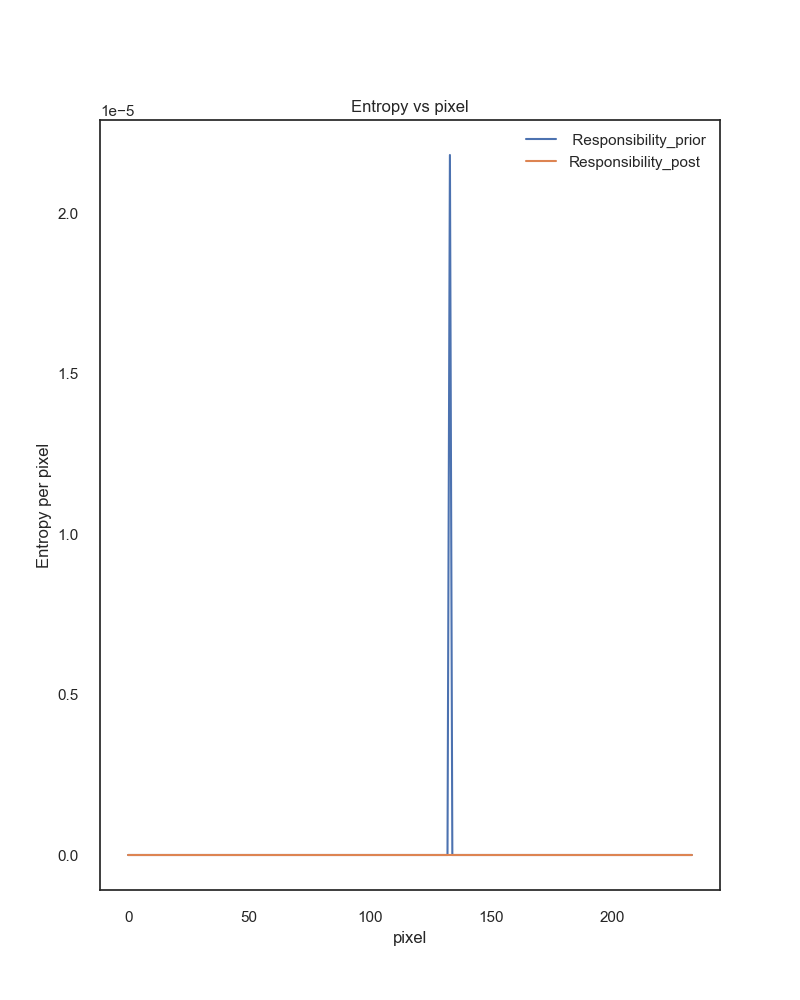 Entropy vs pixel
1e−5
Responsibility_prior
Responsibility_post
2.0
1.5
1.0
0.5
0.0
Entropy per pixel
0 50 100 150 200
pixel